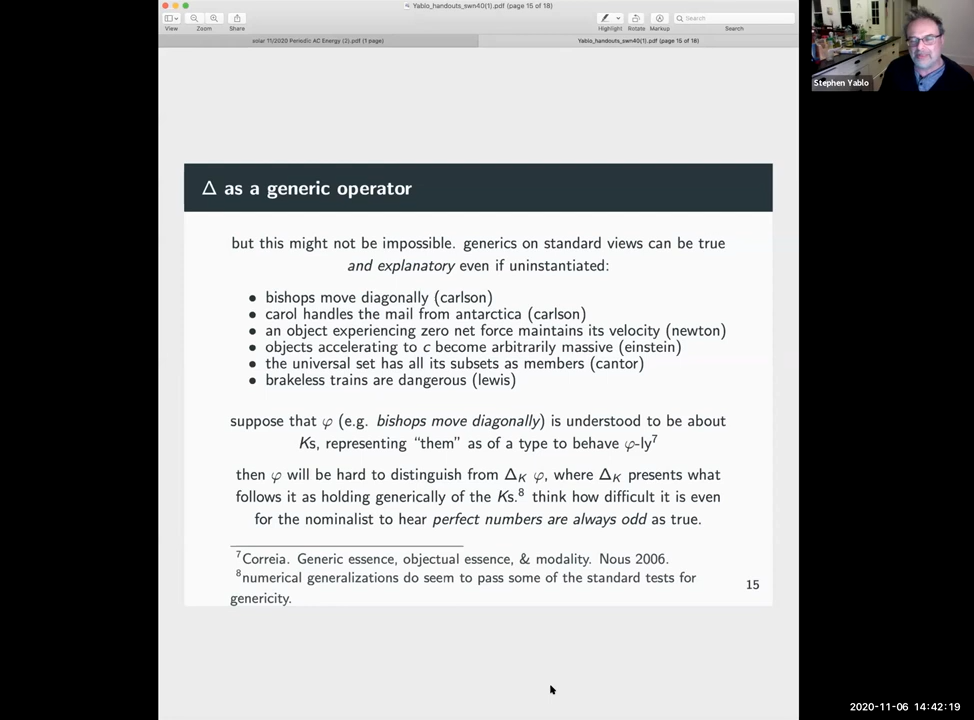 Yablo_handouts_swn40(1).pdf (page 15 of 18)
View
Zoom
Share
Highlight
Rotate
Markup
Search
Search
solar 11/2020 Periodic AC Energy (2).pdf (1 page)
Yablo_handouts_swn40(1).pdf (page 15 of 18)
Stephen Yablo
Δ as a generic operator
but this might not be impossible. generics on standard views can be true
and explanatory even if uninstantiated:
• bishops move diagonally (carlson)
• carol handles the mail from antarctica (carlson)
• an object experiencing zero net force maintains its velocity (newton)
• objects accelerating to c become arbitrarily massive (einstein)
• the universal set has all its subsets as members (cantor)
• brakeless trains are dangerous (lewis)
suppose that φ (e.g. bishops move diagonally) is understood to be about
Ks, representing “them” as of a type to behave φ-ly⁷
then φ will be hard to distinguish from Δ_K φ, where Δ_K presents what
follows it as holding generically of the Ks.⁸ think how difficult it is even
for the nominalist to hear perfect numbers are always odd as true.
⁷Correia. Generic essence, objectual essence, & modality. Nous 2006.
⁸numerical generalizations do seem to pass some of the standard tests for
genericity.
15
2020-11-06 14:42:19